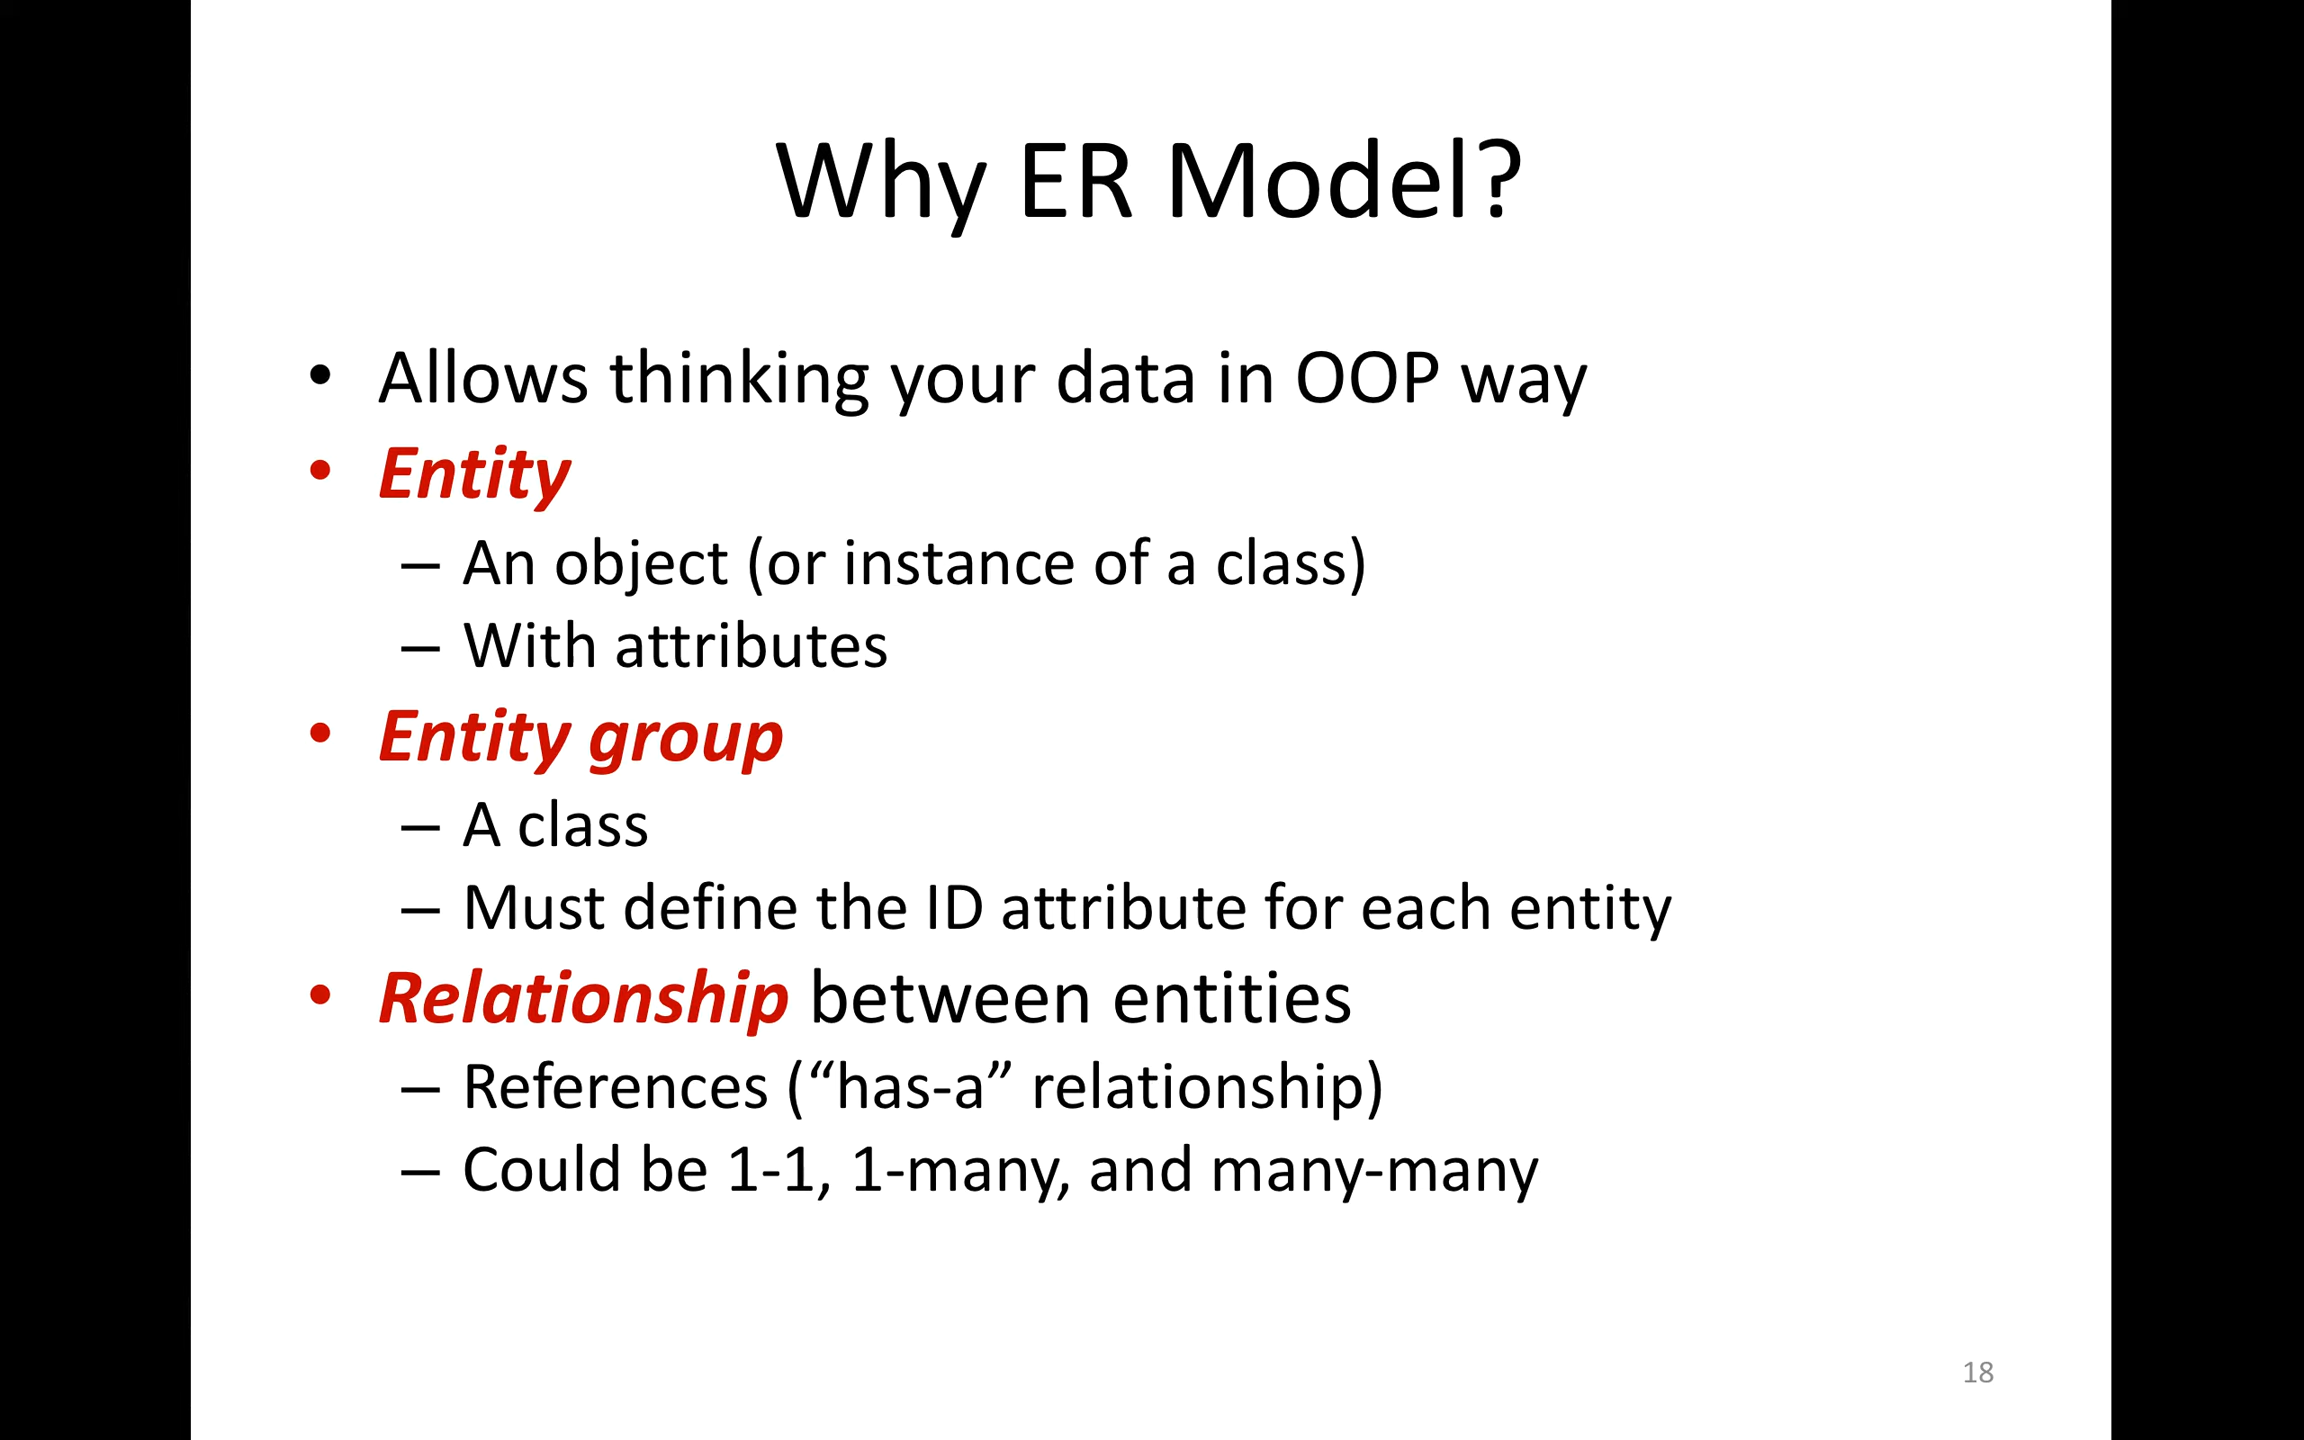 Why ER Model?
• Allows thinking your data in OOP way
• Entity
– An object (or instance of a class)
– With attributes
• Entity group
– A class
– Must define the ID attribute for each entity
• Relationship between entities
– References (“has-a” relationship)
– Could be 1-1, 1-many, and many-many
18